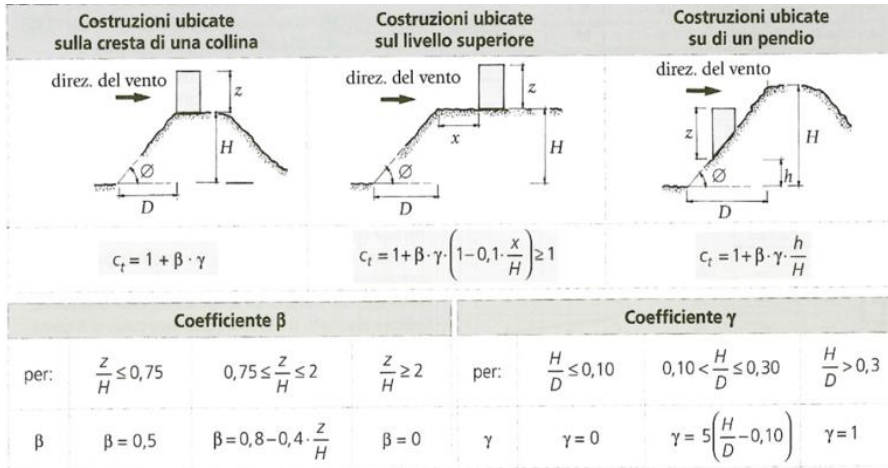 Costruzioni ubicate
sulla cresta di una collina
Costruzioni ubicate
sul livello superiore
Costruzioni ubicate
su di un pendio
direz. del vento
z
H
Ø
D
direz. del vento
z
x
H
Ø
D
direz. del vento
z
H
Ø
h
D
c_t = 1 + β · γ
c_t = 1+β·γ·(1−0,1·x/H)≥1
c_t = 1+β·γ·h/H
Coefficiente β
Coefficiente γ
per: z/H ≤ 0,75 0,75 ≤ z/H ≤ 2 z/H ≥ 2 per: H/D ≤ 0,10 0,10 < H/D ≤ 0,30 H/D > 0,3
β β = 0,5 β = 0,8−0,4·z/H β = 0 γ γ = 0 γ = 5(H/D−0,10) γ = 1